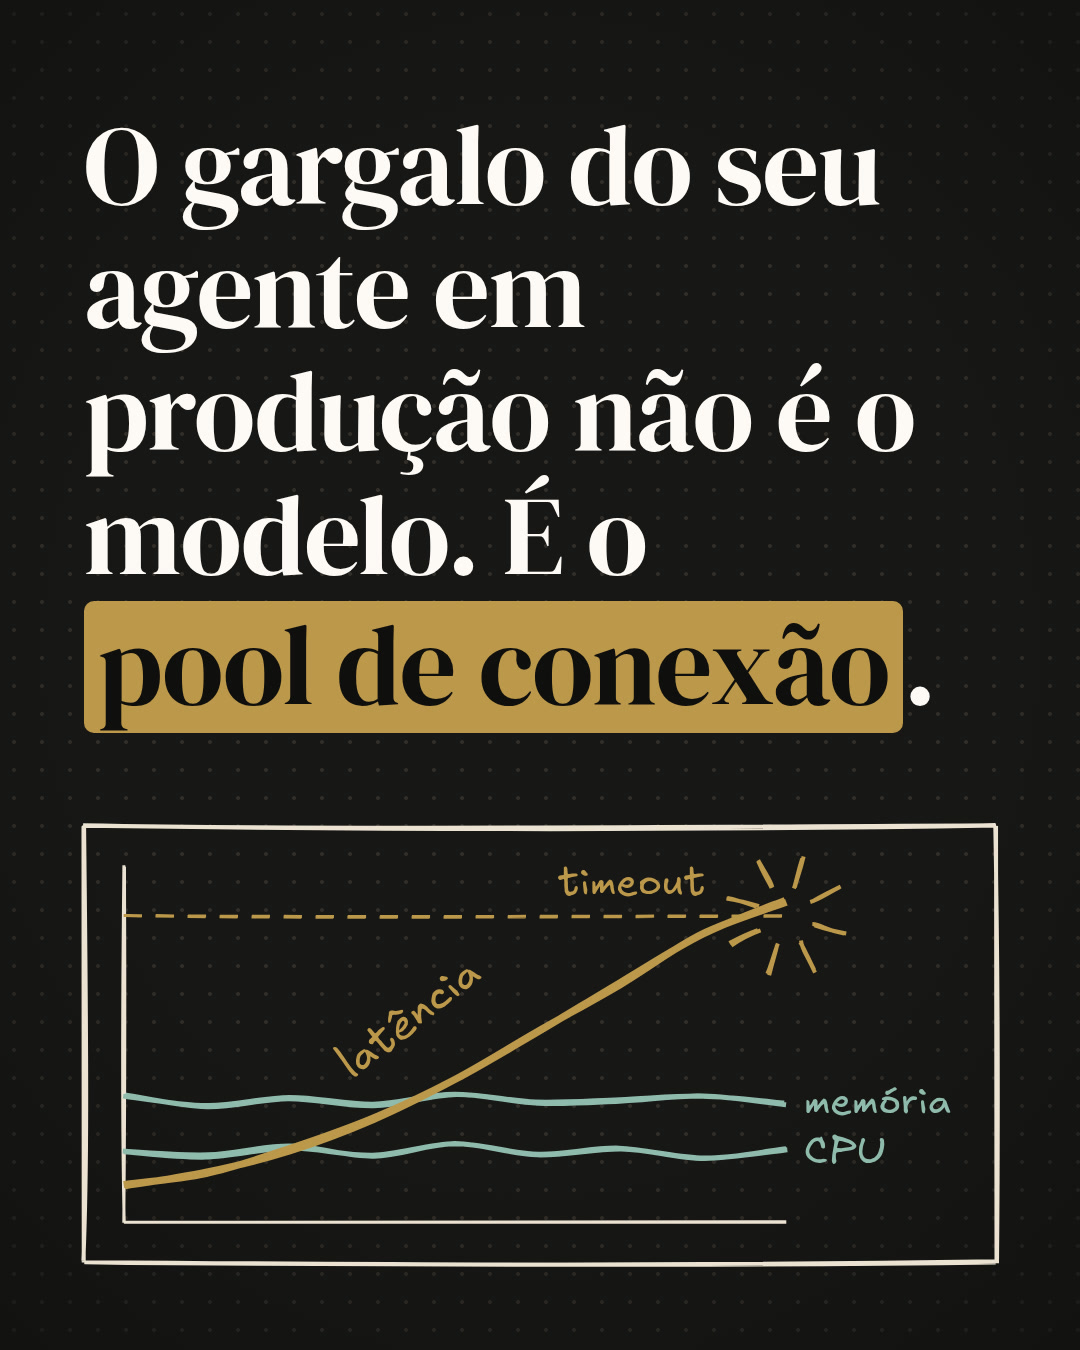 O gargalo do seu
agente em
produção não é o
modelo. É o
pool de conexão.
timeout
latência
memória
CPU